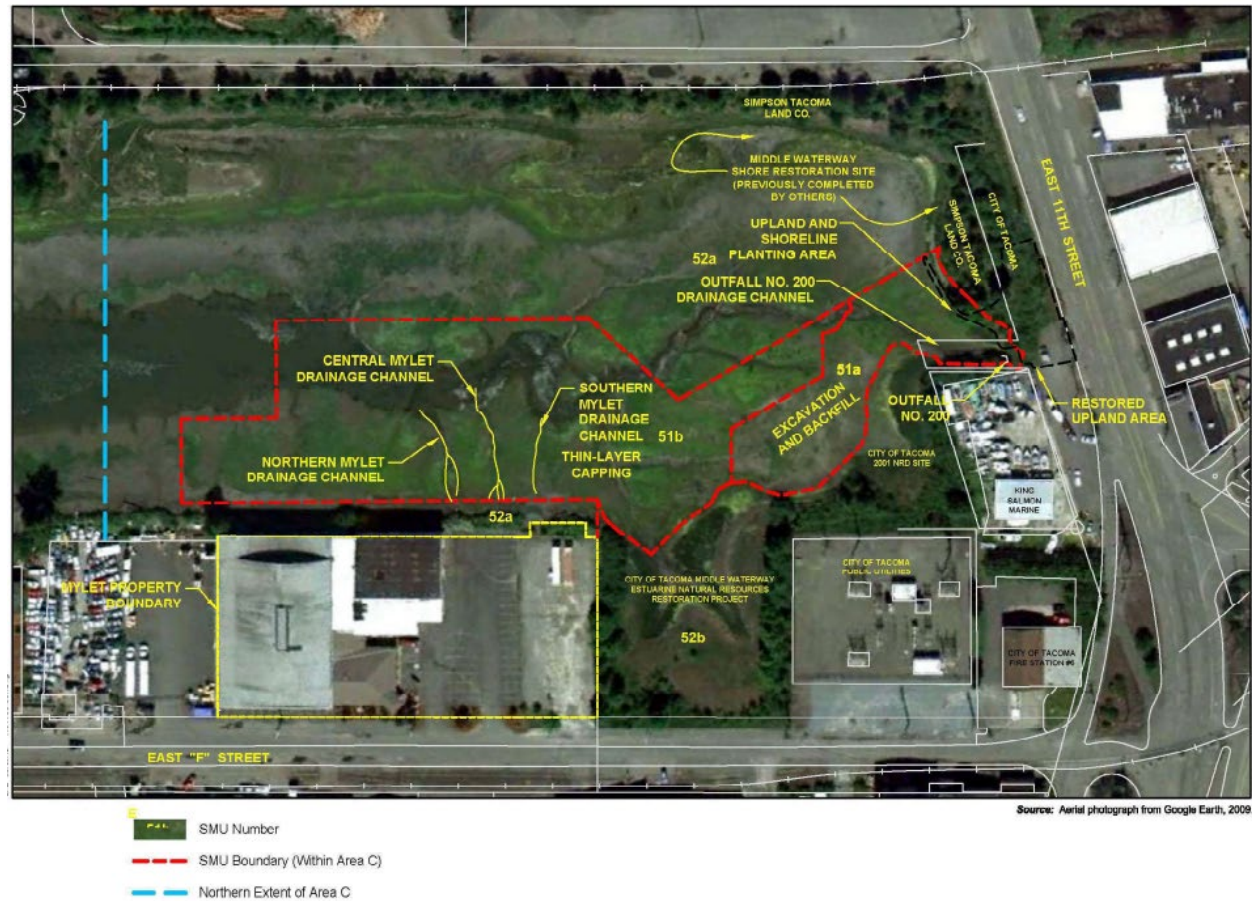 SIMPSON TACOMA
LAND CO.
MIDDLE WATERWAY
SHORE RESTORATION SITE
(PREVIOUSLY COMPLETED
BY OTHERS)
UPLAND AND
SHORELINE
PLANTING AREA
SIMPSON TACOMA
LAND CO.
CITY OF TACOMA
EAST 11TH STREET
52a
OUTFALL NO. 200
DRAINAGE CHANNEL
CENTRAL MYLET
DRAINAGE CHANNEL
SOUTHERN
MYLET
DRAINAGE
CHANNEL
51b
THIN-LAYER
CAPPING
51a
EXCAVATION
AND BACKFILL
OUTFALL
NO. 200
RESTORED
UPLAND AREA
NORTHERN MYLET
DRAINAGE CHANNEL
CITY OF TACOMA
2001 NRD SITE
KING
SALMON
MARINE
52a
MYLET PROPERTY
BOUNDARY
CITY OF TACOMA MIDDLE WATERWAY
ESTUARINE NATURAL RESOURCES
RESTORATION PROJECT
52b
CITY OF TACOMA
PUBLIC UTILITIES
CITY OF TACOMA
FIRE STATION #6
EAST "F" STREET
Source: Aerial photograph from Google Earth, 2009.
SMU Number
SMU Boundary (Within Area C)
Northern Extent of Area C